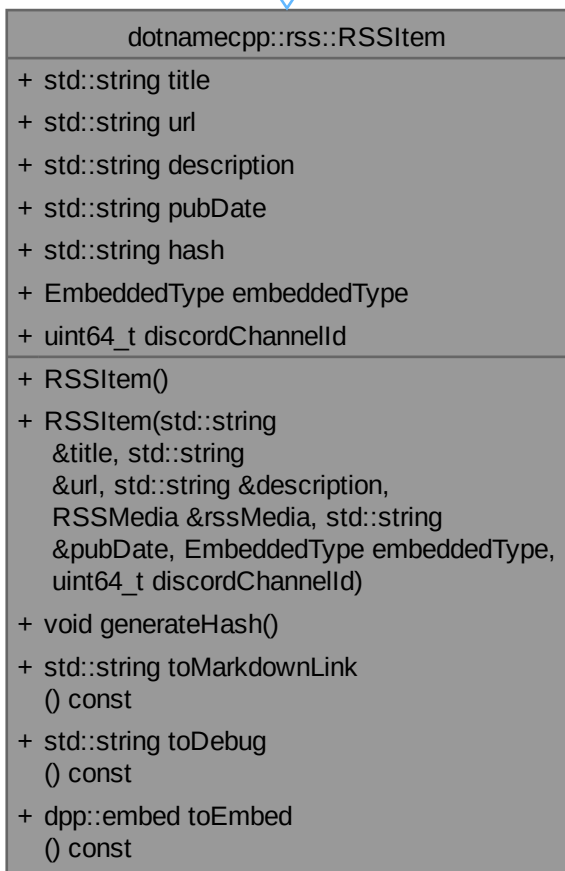 dotnamecpp::rss::RSSItem
+ std::string title
+ std::string url
+ std::string description
+ std::string pubDate
+ std::string hash
+ EmbeddedType embeddedType
+ uint64_t discordChannelId
+ RSSItem()
+ RSSItem(std::string
&title, std::string
&url, std::string &description,
RSSMedia &rssMedia, std::string
&pubDate, EmbeddedType embeddedType,
uint64_t discordChannelId)
+ void generateHash()
+ std::string toMarkdownLink
() const
+ std::string toDebug
() const
+ dpp::embed toEmbed
() const